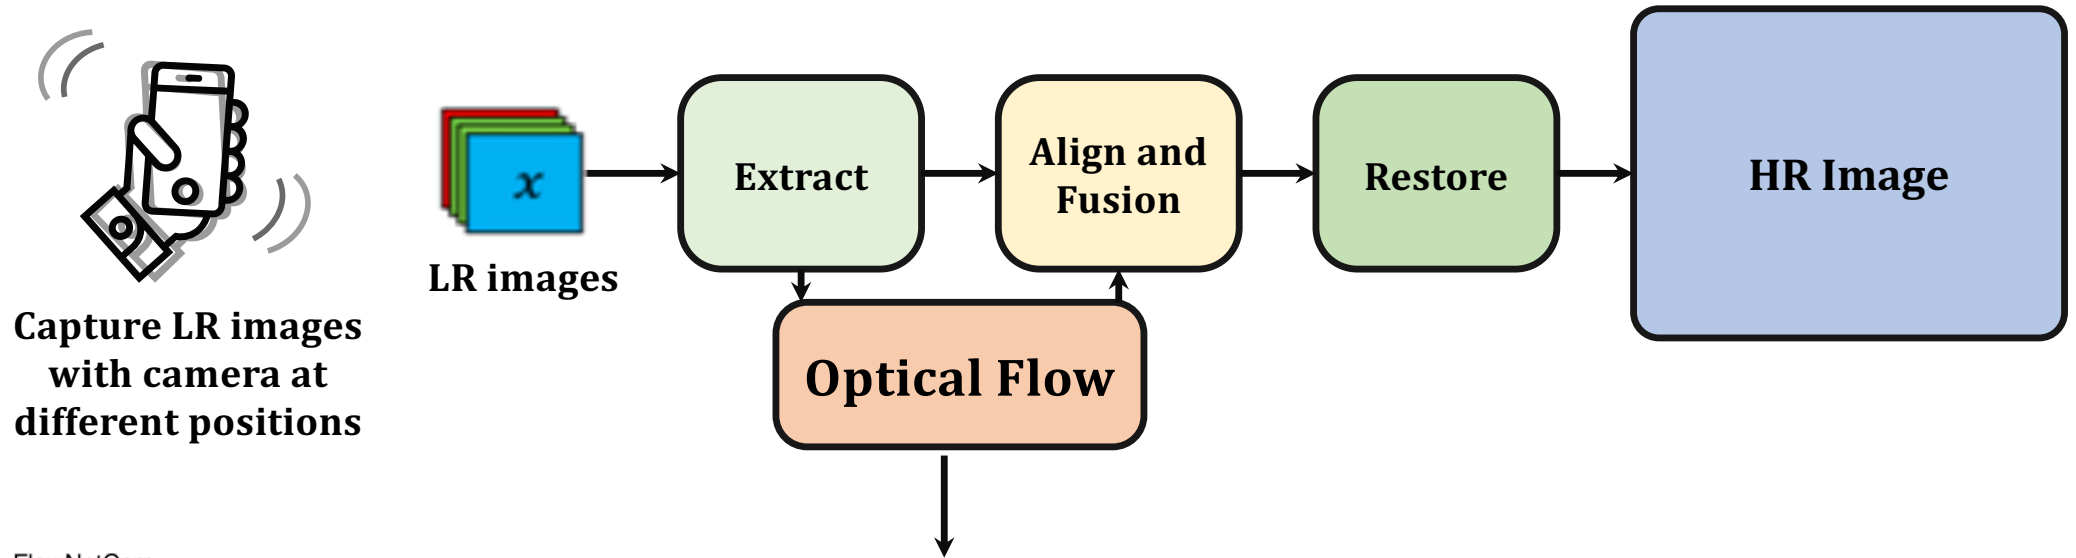 Capture LR images
with camera at
different positions
x
LR images
Extract
Align and
Fusion
Restore
HR Image
Optical Flow